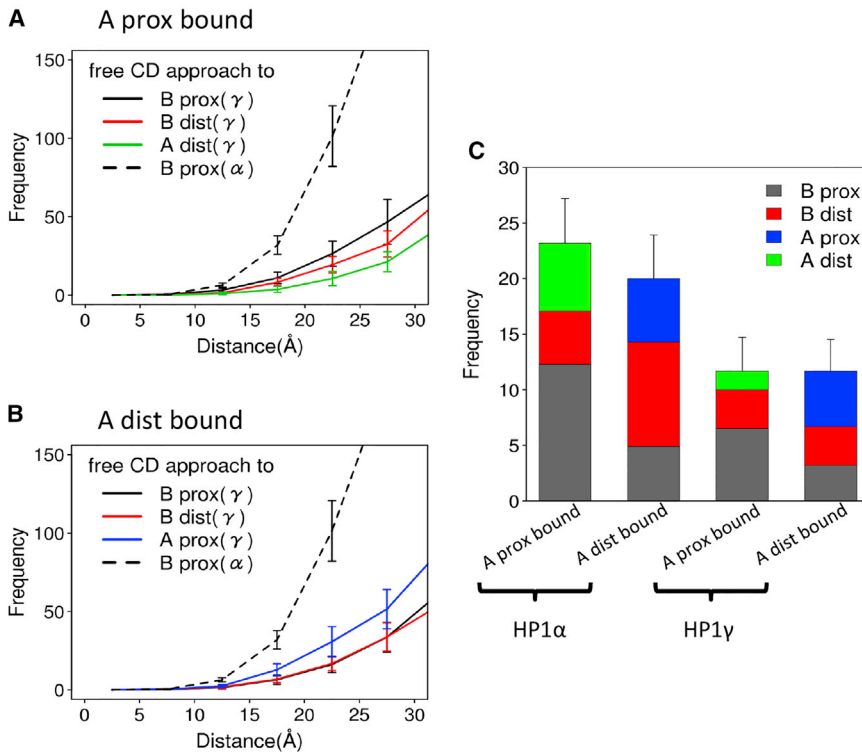 A
A prox bound
free CD approach to
B prox(γ)
B dist(γ)
A dist(γ)
B prox(α)
Frequency
150
100
50
0
0 5 10 15 20 25 30
Distance(Å)
B
A dist bound
free CD approach to
B prox(γ)
B dist(γ)
A prox(γ)
B prox(α)
Frequency
150
100
50
0
0 5 10 15 20 25 30
Distance(Å)
C
B prox
B dist
A prox
A dist
Frequency
30
25
20
15
10
5
0
A prox bound
A dist bound
A prox bound
A dist bound
HP1α
HP1γ